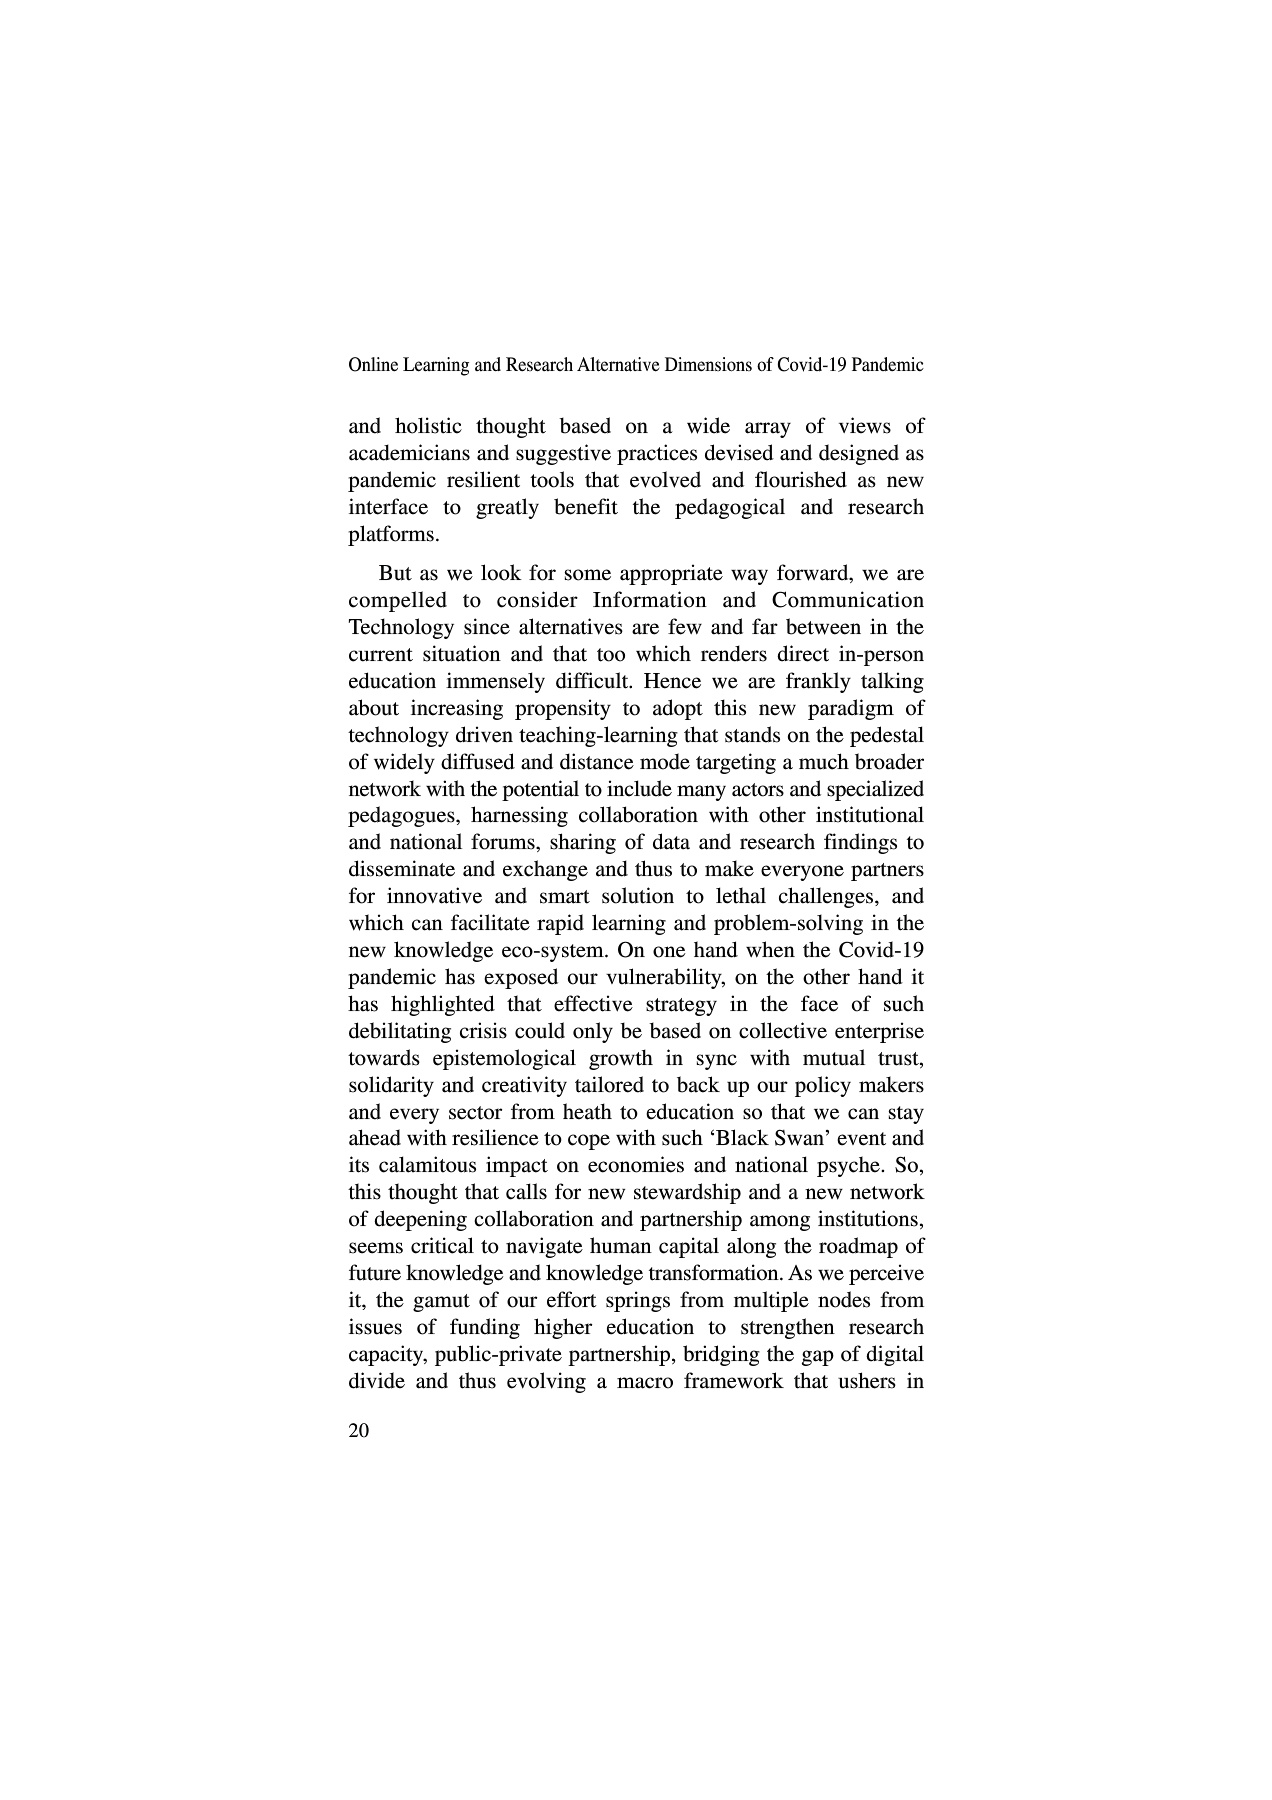 Online Learning and Research Alternative Dimensions of Covid-19 Pandemic
and holistic thought based on a wide array of views of
academicians and suggestive practices devised and designed as
pandemic resilient tools that evolved and flourished as new
interface to greatly benefit the pedagogical and research
platforms.
But as we look for some appropriate way forward, we are
compelled to consider Information and Communication
Technology since alternatives are few and far between in the
current situation and that too which renders direct in-person
education immensely difficult. Hence we are frankly talking
about increasing propensity to adopt this new paradigm of
technology driven teaching-learning that stands on the pedestal
of widely diffused and distance mode targeting a much broader
network with the potential to include many actors and specialized
pedagogues, harnessing collaboration with other institutional
and national forums, sharing of data and research findings to
disseminate and exchange and thus to make everyone partners
for innovative and smart solution to lethal challenges, and
which can facilitate rapid learning and problem-solving in the
new knowledge eco-system. On one hand when the Covid-19
pandemic has exposed our vulnerability, on the other hand it
has highlighted that effective strategy in the face of such
debilitating crisis could only be based on collective enterprise
towards epistemological growth in sync with mutual trust,
solidarity and creativity tailored to back up our policy makers
and every sector from heath to education so that we can stay
ahead with resilience to cope with such ‘Black Swan’ event and
its calamitous impact on economies and national psyche. So,
this thought that calls for new stewardship and a new network
of deepening collaboration and partnership among institutions,
seems critical to navigate human capital along the roadmap of
future knowledge and knowledge transformation. As we perceive
it, the gamut of our effort springs from multiple nodes from
issues of funding higher education to strengthen research
capacity, public-private partnership, bridging the gap of digital
divide and thus evolving a macro framework that ushers in
20